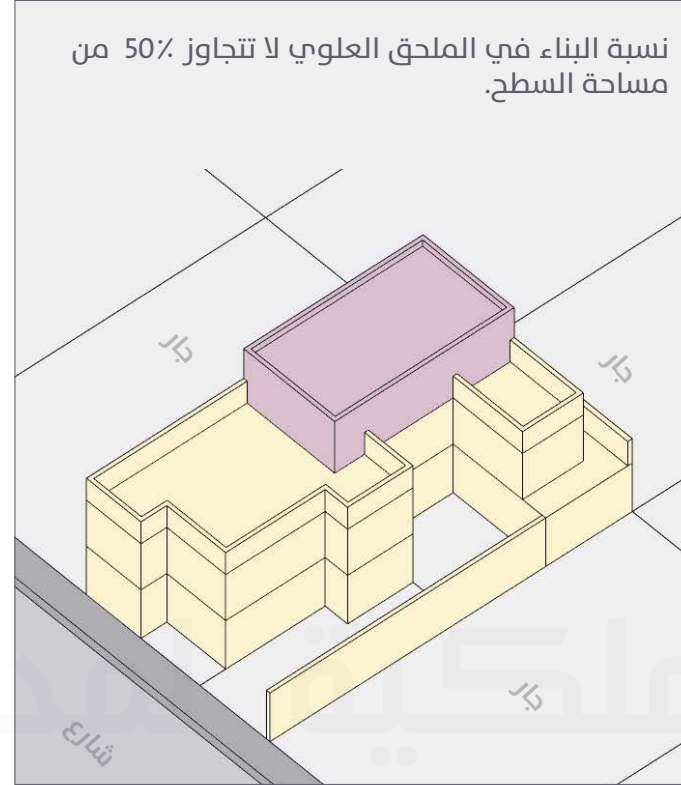 نسبة البناء في الملحق العلوي لا تتجاوز 50٪ من
مساحة السطح.
جار
جار
جار
شارع